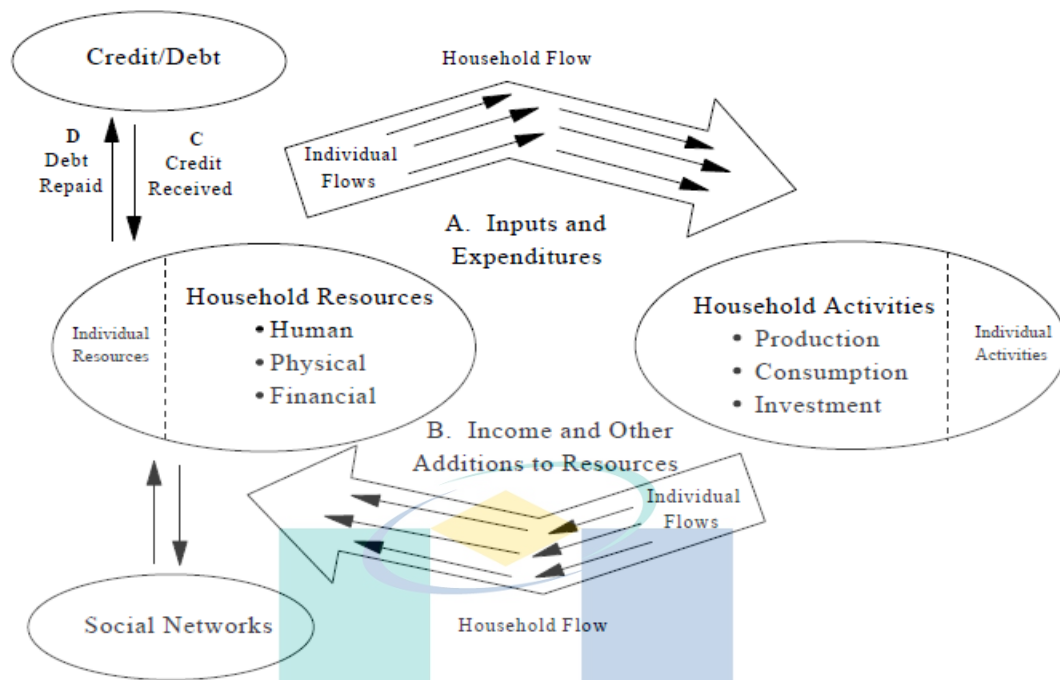 Credit/Debt
Household Flow
D
Debt
Repaid
C
Credit
Received
Individual
Flows
A. Inputs and
Expenditures
Individual
Resources
Household Resources
• Human
• Physical
• Financial
Household Activities
• Production
• Consumption
• Investment
Individual
Activities
B. Income and Other
Additions to Resources
Individual
Flows
Social Networks
Household Flow